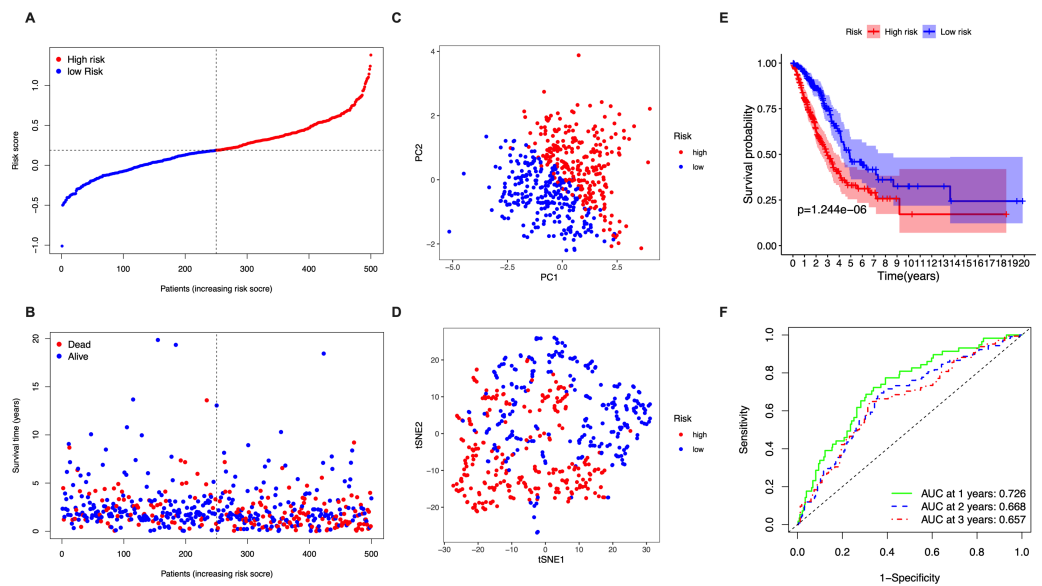 A
High risk
low Risk
Risk score
1.0
0.5
0.0
−0.5
−1.0
0
100
200
300
400
500
Patients (increasing risk socre)
B
Dead
Alive
Survival time (years)
20
15
10
5
0
0
100
200
300
400
500
Patients (increasing risk socre)
C
PC2
4
2
0
−2
−5.0
−2.5
0.0
2.5
PC1
Risk
high
low
D
tSNE2
20
10
0
−10
−20
−30
−20
−10
0
10
20
30
tSNE1
Risk
high
low
E
Risk High risk Low risk
Survival probability
1.00
0.75
0.50
0.25
0.00
p=1.244e−06
0 1 2 3 4 5 6 7 8 9 10 11 12 13 14 15 16 17 18 19 20
Time(years)
F
Sensitivity
1.0
0.8
0.6
0.4
0.2
0.0
AUC at 1 years: 0.726
AUC at 2 years: 0.668
AUC at 3 years: 0.657
0.0
0.2
0.4
0.6
0.8
1.0
1−Specificity